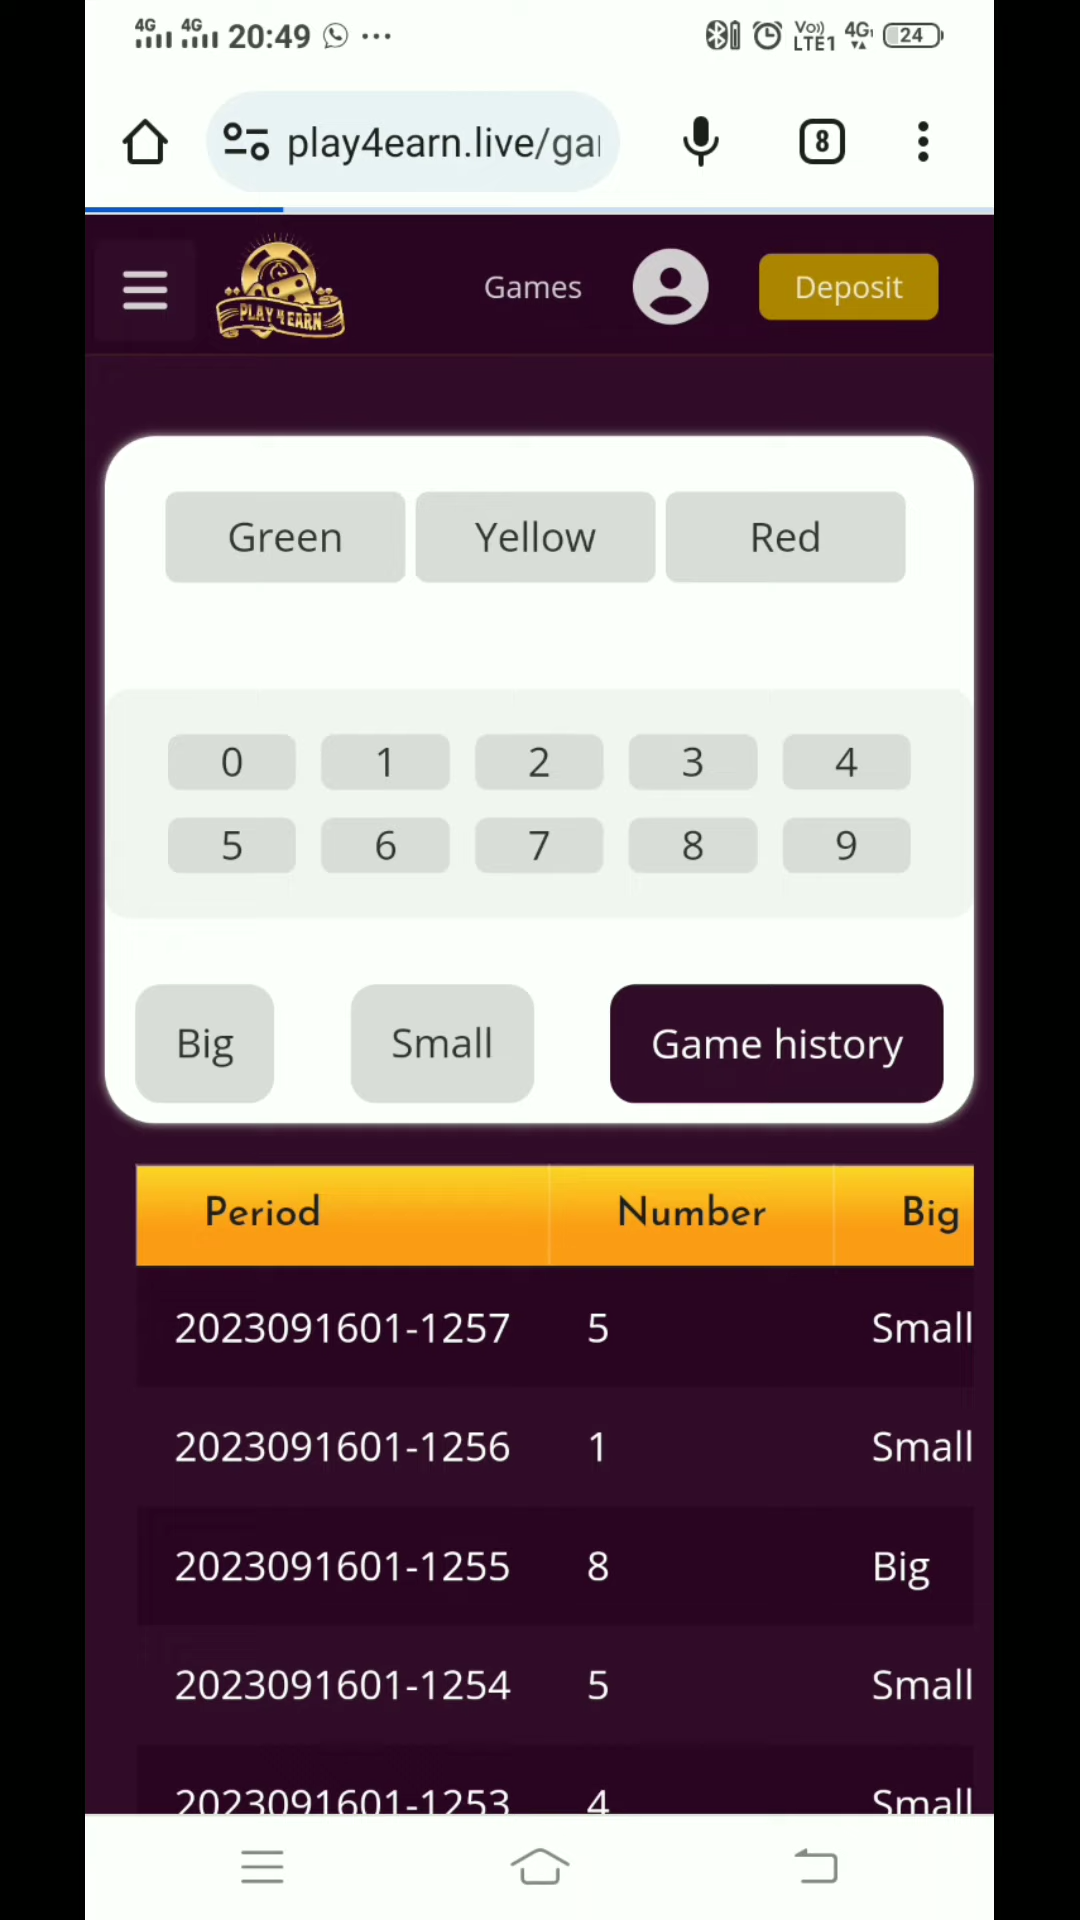 4G 4G 20:49 ... Vo)) LTE1 4G 24
play4earn.live/ga
8
PLAY 4 EARN
Games
Deposit
Green Yellow Red
0 1 2 3 4
5 6 7 8 9
Big Small Game history
Period Number Big
2023091601-1257 5 Small
2023091601-1256 1 Small
2023091601-1255 8 Big
2023091601-1254 5 Small
2023091601-1253 4 Small